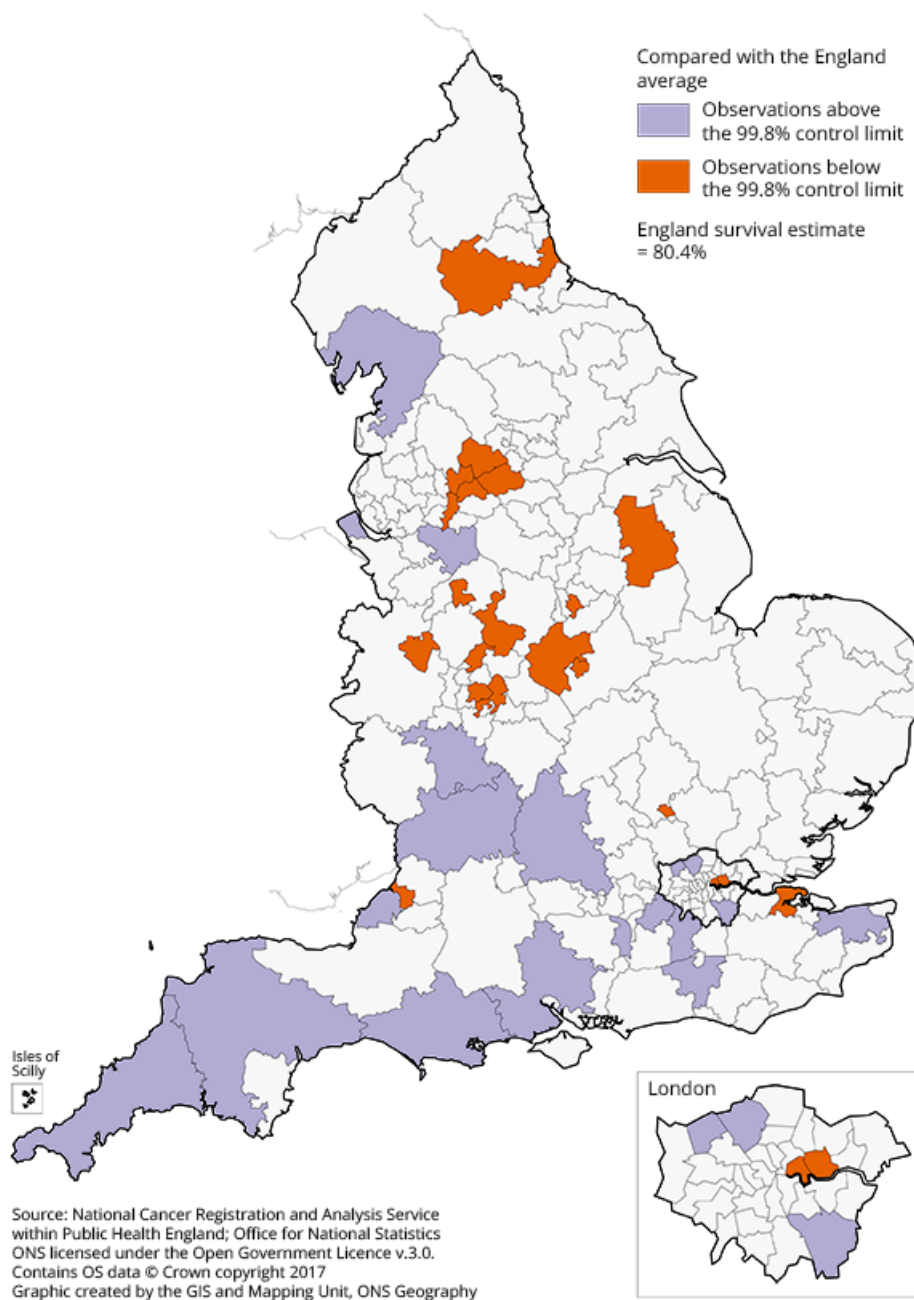 Compared with the England
average
Observations above
the 99.8% control limit
Observations below
the 99.8% control limit
England survival estimate
= 80.4%
Isles of
Scilly
London
Source: National Cancer Registration and Analysis Service
within Public Health England; Office for National Statistics
ONS licensed under the Open Government Licence v.3.0.
Contains OS data © Crown copyright 2017
Graphic created by the GIS and Mapping Unit, ONS Geography